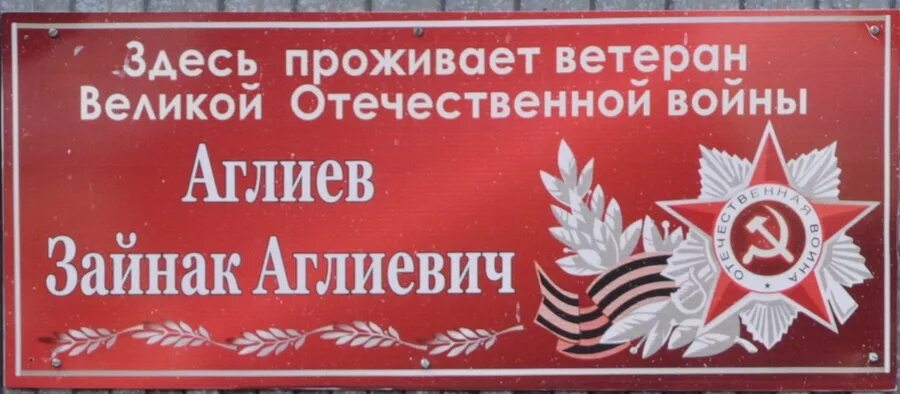 Здесь проживает ветеран
Великой Отечественной войны
Аглиев
Зайнак Аглиевич
ОТЕЧЕСТВЕННАЯ ВОЙНА